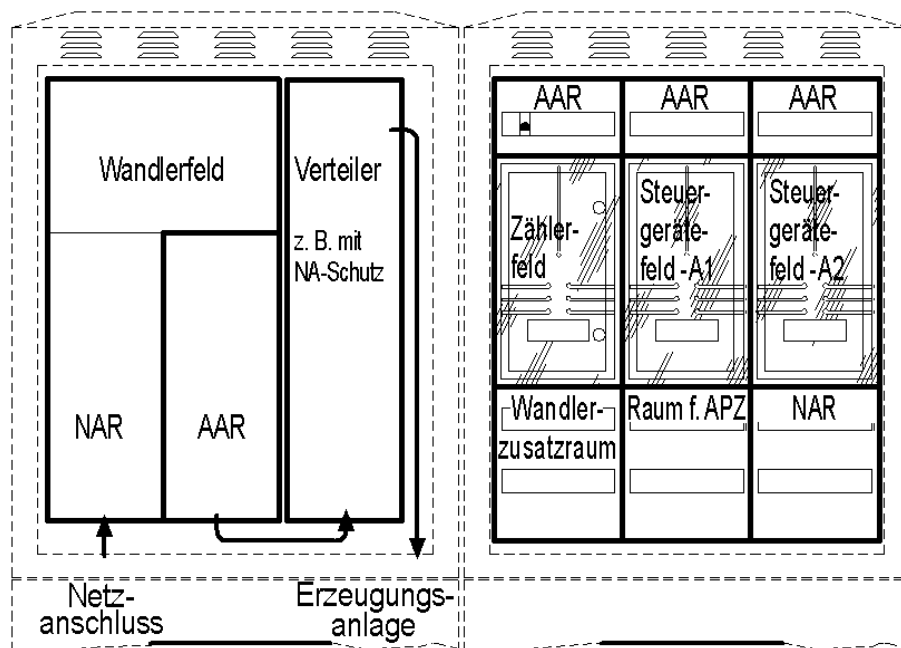 Wandlerfeld
Verteiler
z. B. mit
NA-Schutz
NAR
AAR
Netz-
anschluss
Erzeugungs-
anlage
AAR
AAR
AAR
Zähler-
feld
Steuer-
geräte-
feld -A1
Steuer-
geräte-
feld -A2
Wandler-
zusatzraum
Raum f. APZ
NAR